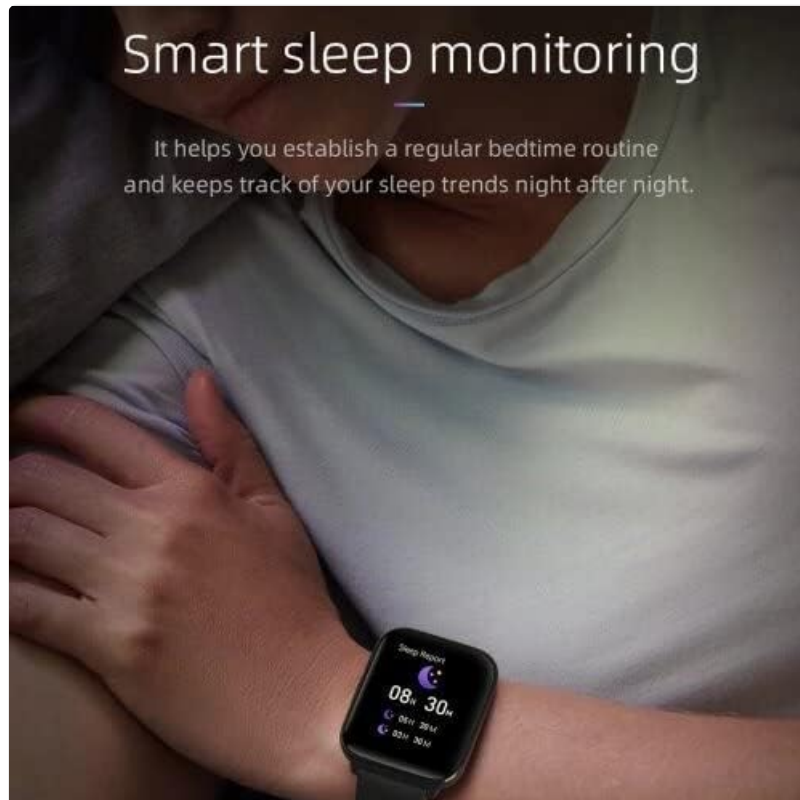 Smart sleep monitoring
It helps you establish a regular bedtime routine
and keeps track of your sleep trends night after night.
Sleep Report
08H 30M